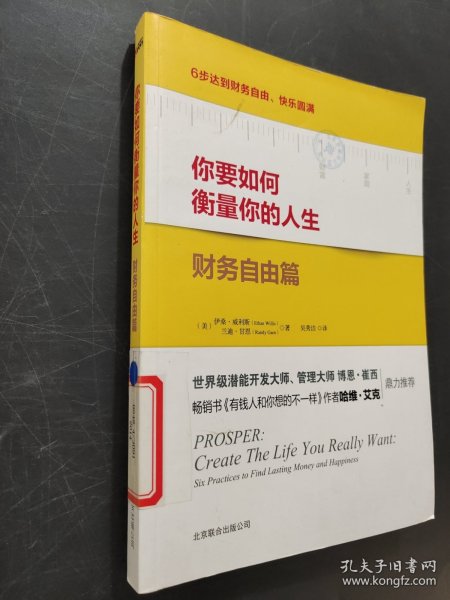 6步达到财务自由、快乐圆满
你要如何
衡量你的人生
财务自由篇
(美) 伊桑·威利斯 (Ethan Willis)
兰迪·甘恩 (Randy Garn) ◎著 吴秀洁◎译
世界级潜能开发大师、管理大师 博恩·崔西
畅销书《有钱人和你想的不一样》作者哈维·艾克
鼎力推荐
PROSPER:
Create The Life You Really Want:
Six Practices to Find Lasting Money and Happiness
北京联合出版公司
你要如何衡量你的人生 财务自由篇
孔夫子旧书网
www.kongfz.com